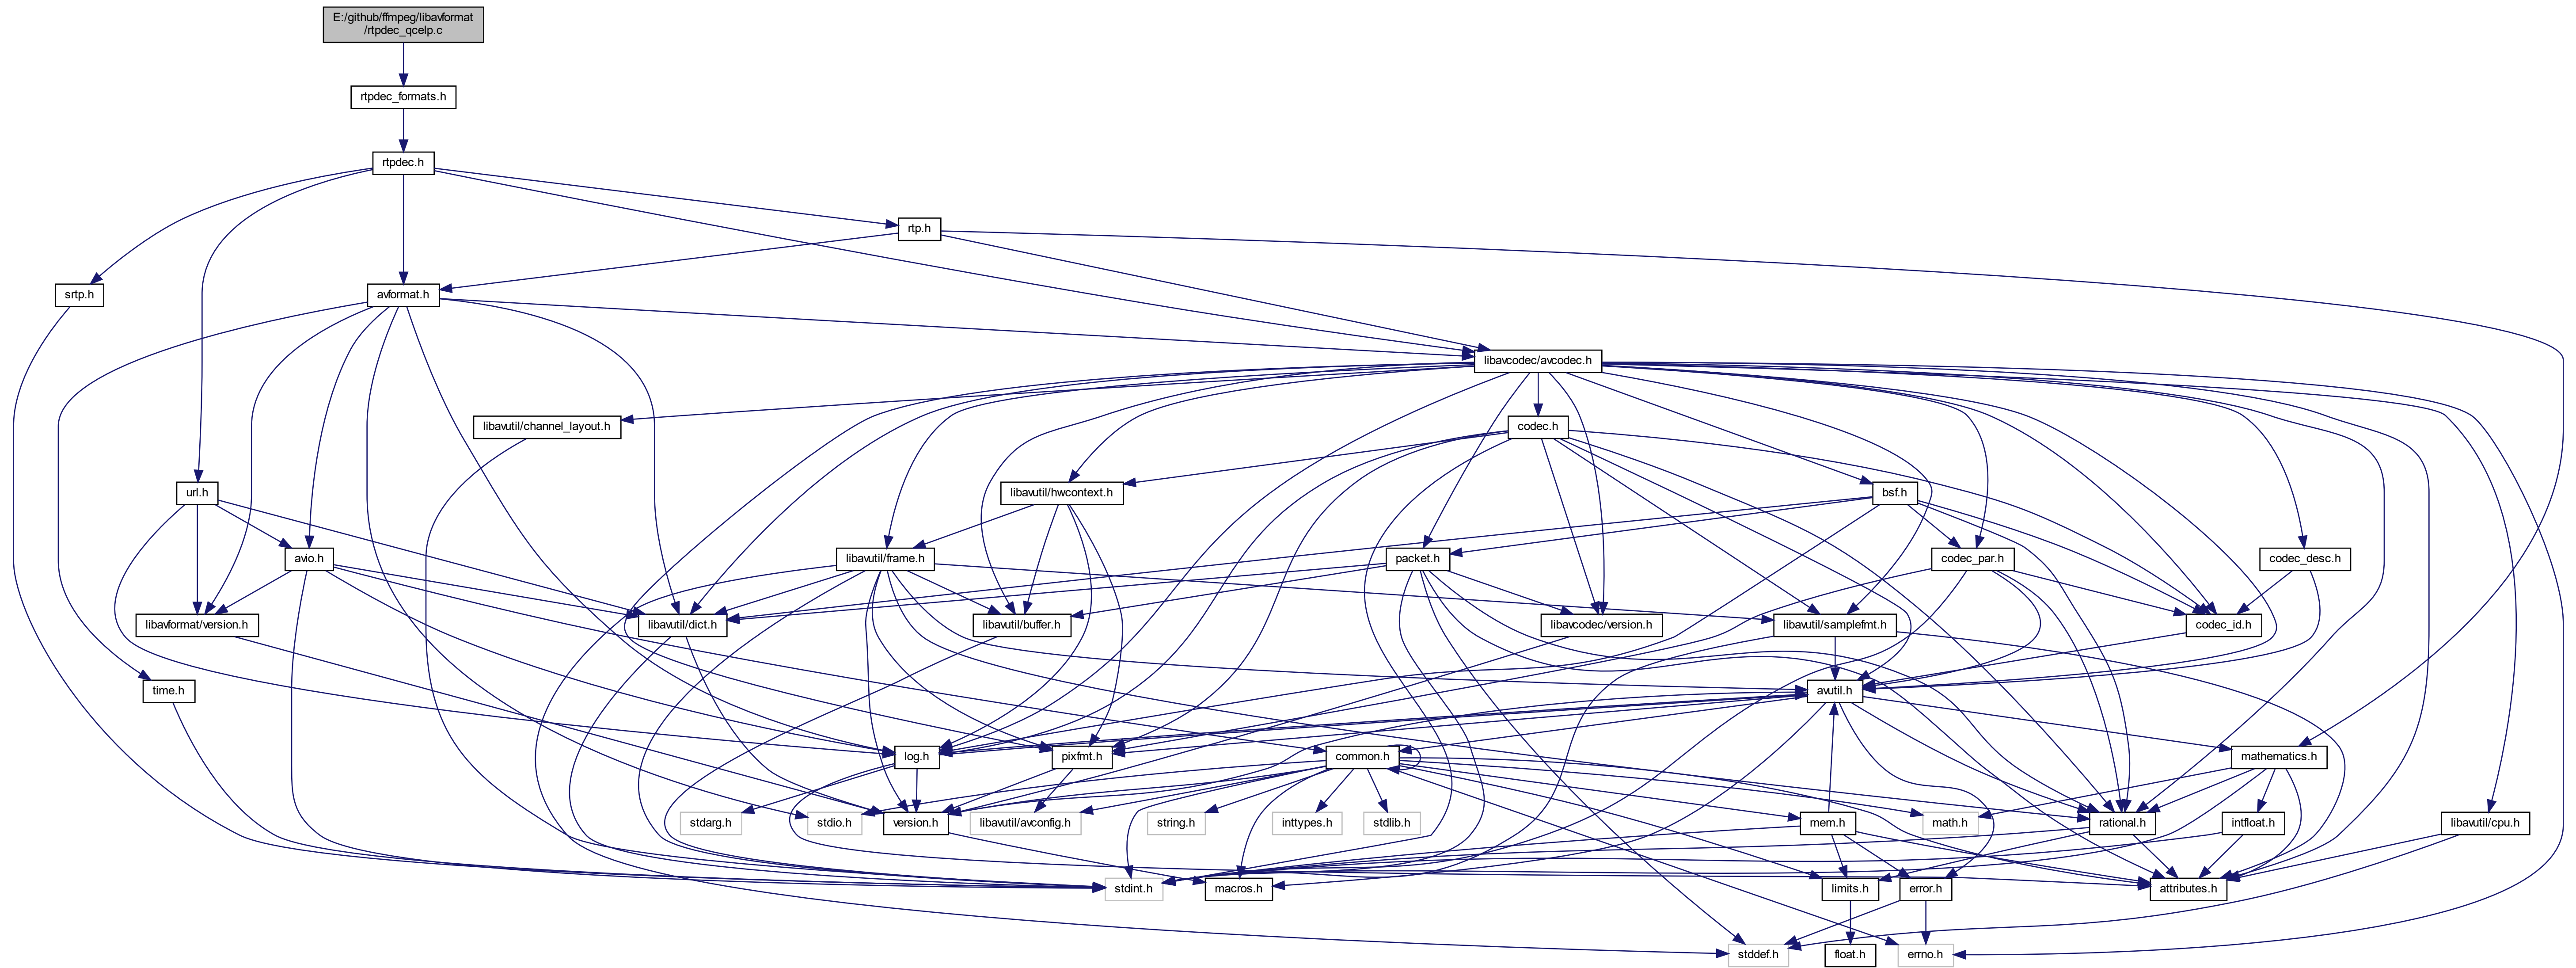 E:/github/ffmpeg/libavformat
/rtpdec_qcelp.c
rtpdec_formats.h
rtpdec.h
rtp.h
srtp.h
avformat.h
libavcodec/avcodec.h
libavutil/channel_layout.h
codec.h
url.h
libavutil/hwcontext.h
bsf.h
avio.h
libavutil/frame.h
packet.h
codec_par.h
codec_desc.h
libavformat/version.h
libavutil/dict.h
libavutil/buffer.h
libavcodec/version.h
libavutil/samplefmt.h
codec_id.h
time.h
avutil.h
log.h
pixfmt.h
common.h
mathematics.h
stdarg.h
stdio.h
version.h
libavutil/avconfig.h
string.h
inttypes.h
stdlib.h
mem.h
math.h
rational.h
intfloat.h
libavutil/cpu.h
stdint.h
macros.h
limits.h
error.h
attributes.h
stddef.h
float.h
errno.h